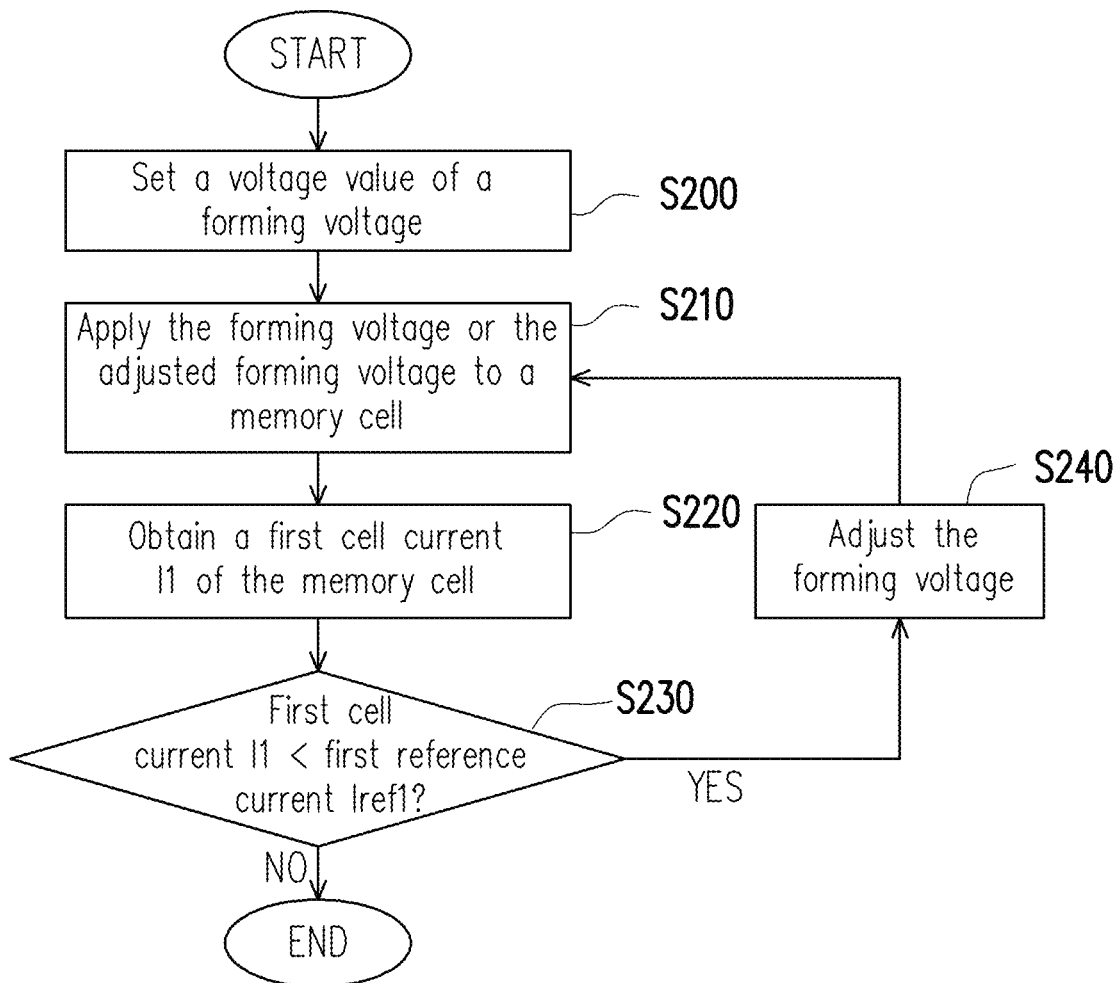 START
Set a voltage value of a
forming voltage
S200
Apply the forming voltage or the
adjusted forming voltage to a
memory cell
S210
Obtain a first cell current
I1 of the memory cell
S220
Adjust the
forming voltage
S240
First cell
current I1 < first reference
current Iref1?
S230
YES
NO
END